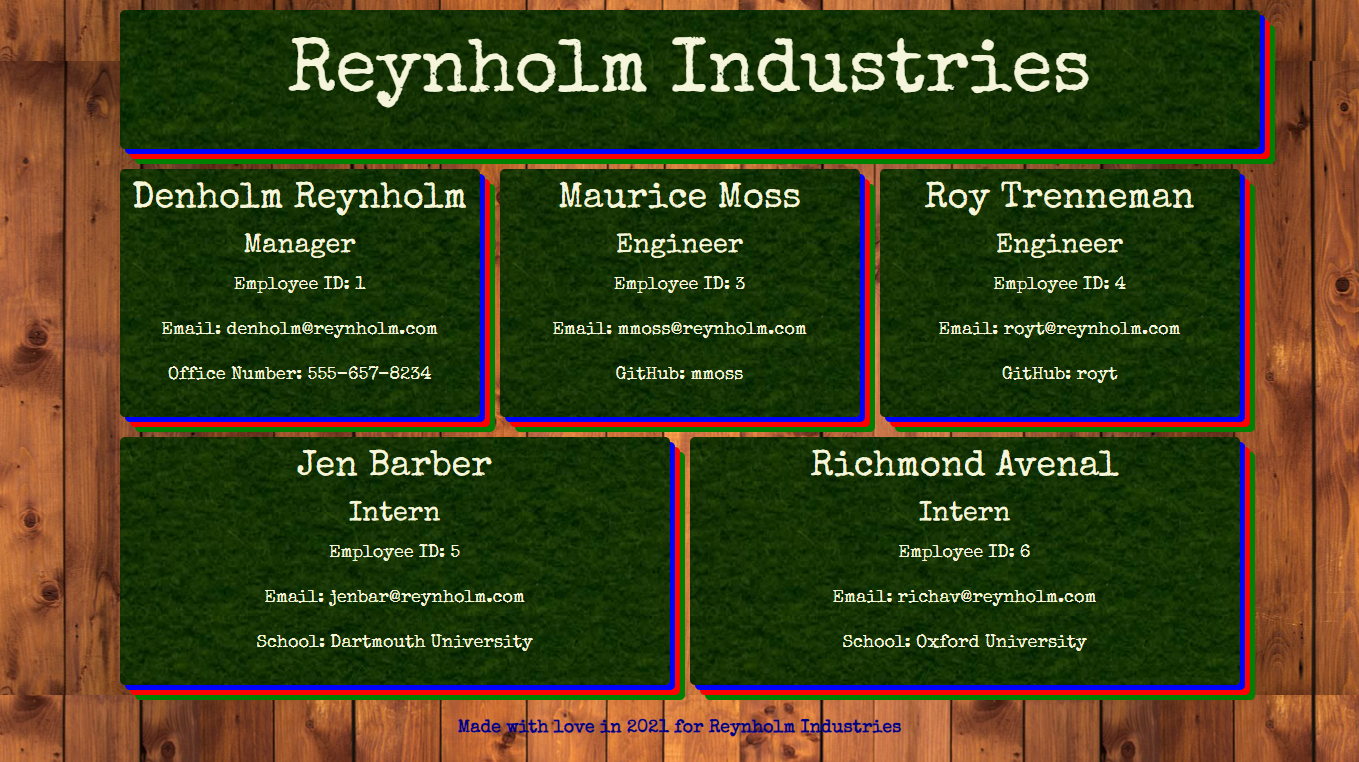 Reynholm Industries
Denholm Reynholm
Manager
Employee ID: 1
Email: denholm@reynholm.com
Office Number: 555-657-8234
Maurice Moss
Engineer
Employee ID: 3
Email: mmoss@reynholm.com
GitHub: mmoss
Roy Trenneman
Engineer
Employee ID: 4
Email: royt@reynholm.com
GitHub: royt
Jen Barber
Intern
Employee ID: 5
Email: jenbar@reynholm.com
School: Dartmouth University
Richmond Avenal
Intern
Employee ID: 6
Email: richav@reynholm.com
School: Oxford University
Made with love in 2021 for Reynholm Industries